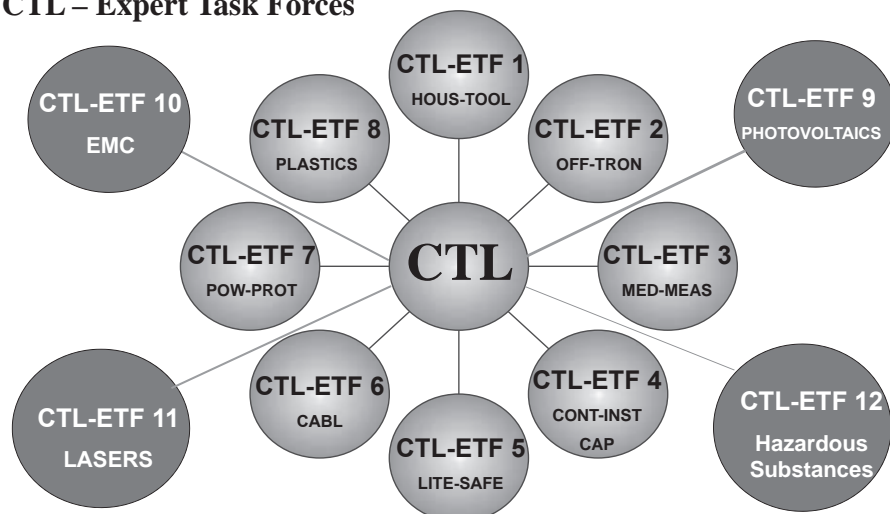 CTL – Expert Task Forces
CTL-ETF 1
HOUS-TOOL
CTL-ETF 10
EMC
CTL-ETF 8
PLASTICS
CTL-ETF 2
OFF-TRON
CTL-ETF 9
PHOTOVOLTAICS
CTL-ETF 7
POW-PROT
CTL
CTL-ETF 3
MED-MEAS
CTL-ETF 11
LASERS
CTL-ETF 6
CABL
CTL-ETF 5
LITE-SAFE
CTL-ETF 4
CONT-INST
CAP
CTL-ETF 12
Hazardous
Substances